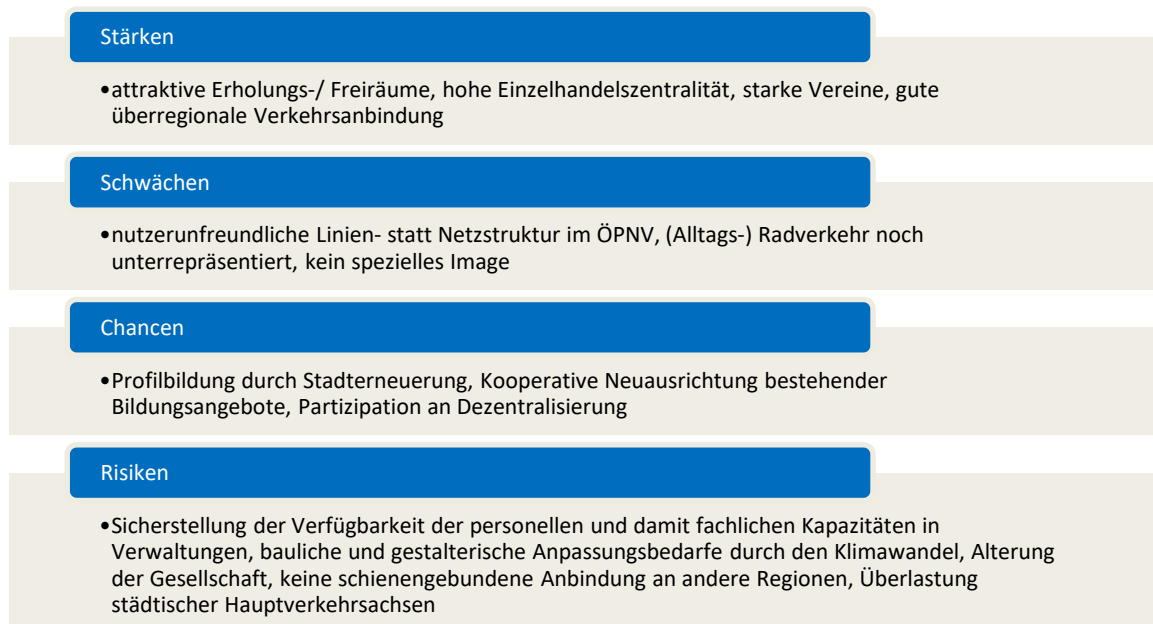 Stärken
•attraktive Erholungs-/ Freiräume, hohe Einzelhandelszentralität, starke Vereine, gute
überregionale Verkehrsanbindung
Schwächen
•nutzerunfreundliche Linien- statt Netzstruktur im ÖPNV, (Alltags-) Radverkehr noch
unterrepräsentiert, kein spezielles Image
Chancen
•Profilbildung durch Stadterneuerung, Kooperative Neuausrichtung bestehender
Bildungsangebote, Partizipation an Dezentralisierung
Risiken
•Sicherstellung der Verfügbarkeit der personellen und damit fachlichen Kapazitäten in
Verwaltungen, bauliche und gestalterische Anpassungsbedarfe durch den Klimawandel, Alterung
der Gesellschaft, keine schienengebundene Anbindung an andere Regionen, Überlastung
städtischer Hauptverkehrsachsen